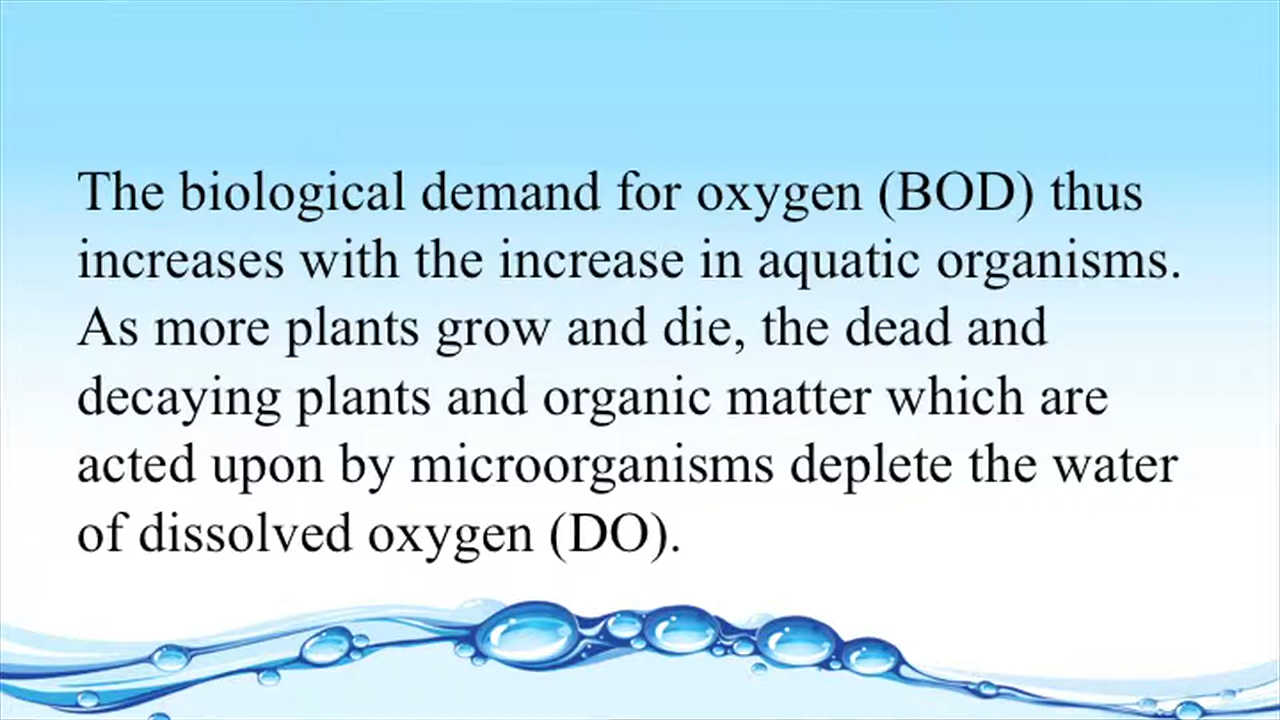 The biological demand for oxygen (BOD) thus
increases with the increase in aquatic organisms.
As more plants grow and die, the dead and
decaying plants and organic matter which are
acted upon by microorganisms deplete the water
of dissolved oxygen (DO).